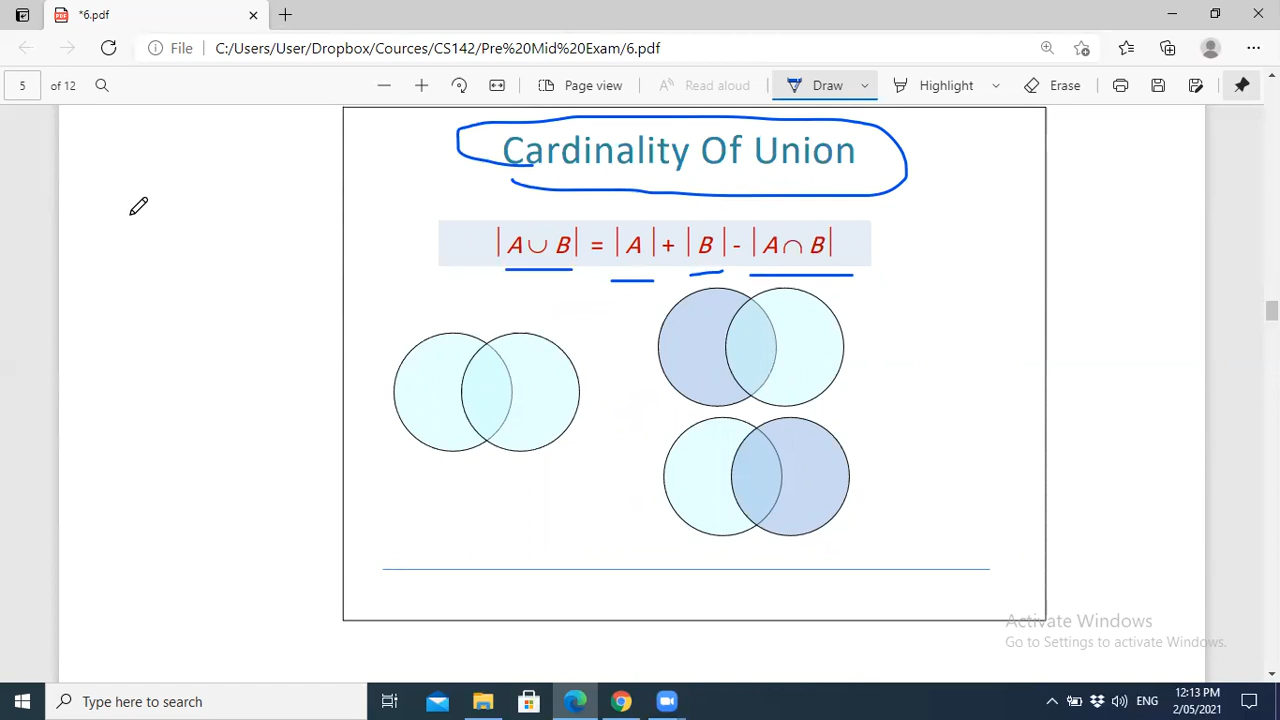 *6.pdf
File C:/Users/User/Dropbox/Cources/CS142/Pre%20Mid%20Exam/6.pdf
5 of 12 Page view Read aloud Draw Highlight Erase
Cardinality Of Union
|A∪B| = |A|+|B|-|A∩B|
Activate Windows
Go to Settings to activate Windows.
Type here to search
ENG
12:13 PM
2/05/2021